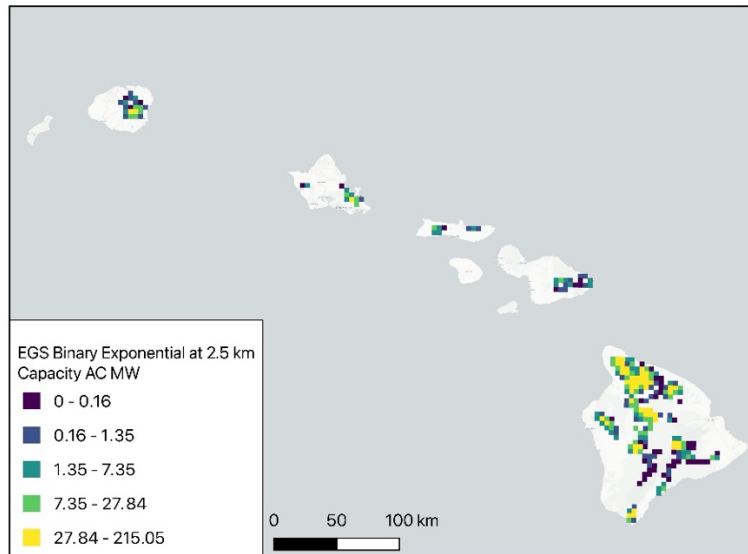 EGS Binary Exponential at 2.5 km
Capacity AC MW
0 - 0.16
0.16 - 1.35
1.35 - 7.35
7.35 - 27.84
27.84 - 215.05
0 50 100 km